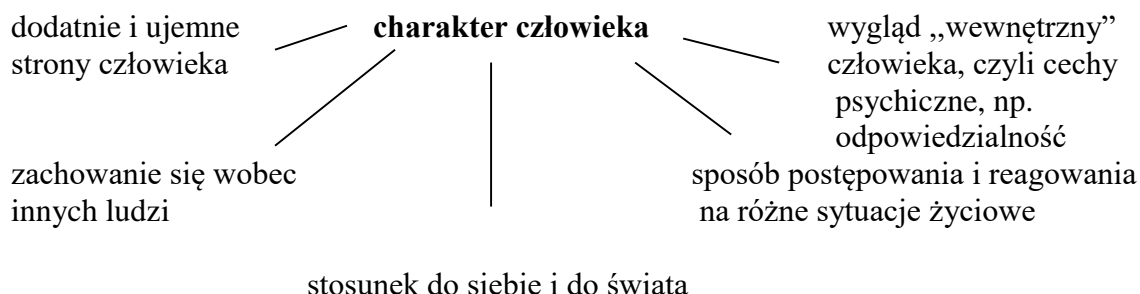 charakter człowieka
dodatnie i ujemne
strony człowieka
wygląd ,,wewnętrzny”
człowieka, czyli cechy
psychiczne, np.
odpowiedzialność
zachowanie się wobec
innych ludzi
sposób postępowania i reagowania
na różne sytuacje życiowe
stosunek do siebie i do świata